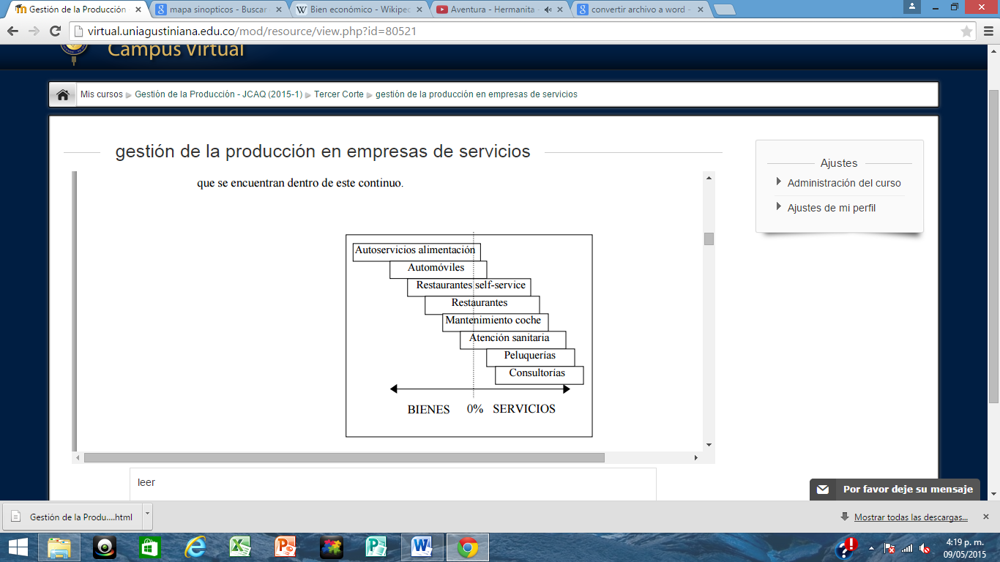 Gestión de la Producción
mapa sinopticos - Buscar
Bien económico - Wikipec
Aventura - Hermanita
convertir archivo a word -
virtual.uniagustiniana.edu.co/mod/resource/view.php?id=80521
Campus Virtual
Mis cursos Gestión de la Producción - JCAQ (2015-1) Tercer Corte gestión de la producción en empresas de servicios
gestión de la producción en empresas de servicios
que se encuentran dentro de este continuo.
Autoservicios alimentación
Automóviles
Restaurantes self-service
Restaurantes
Mantenimiento coche
Atención sanitaria
Peluquerías
Consultorías
BIENES 0% SERVICIOS
leer
Ajustes
Administración del curso
Ajustes de mi perfil
Por favor deje su mensaje
Gestión de la Produ....html
Mostrar todas las descargas...
4:19 p. m.
09/05/2015